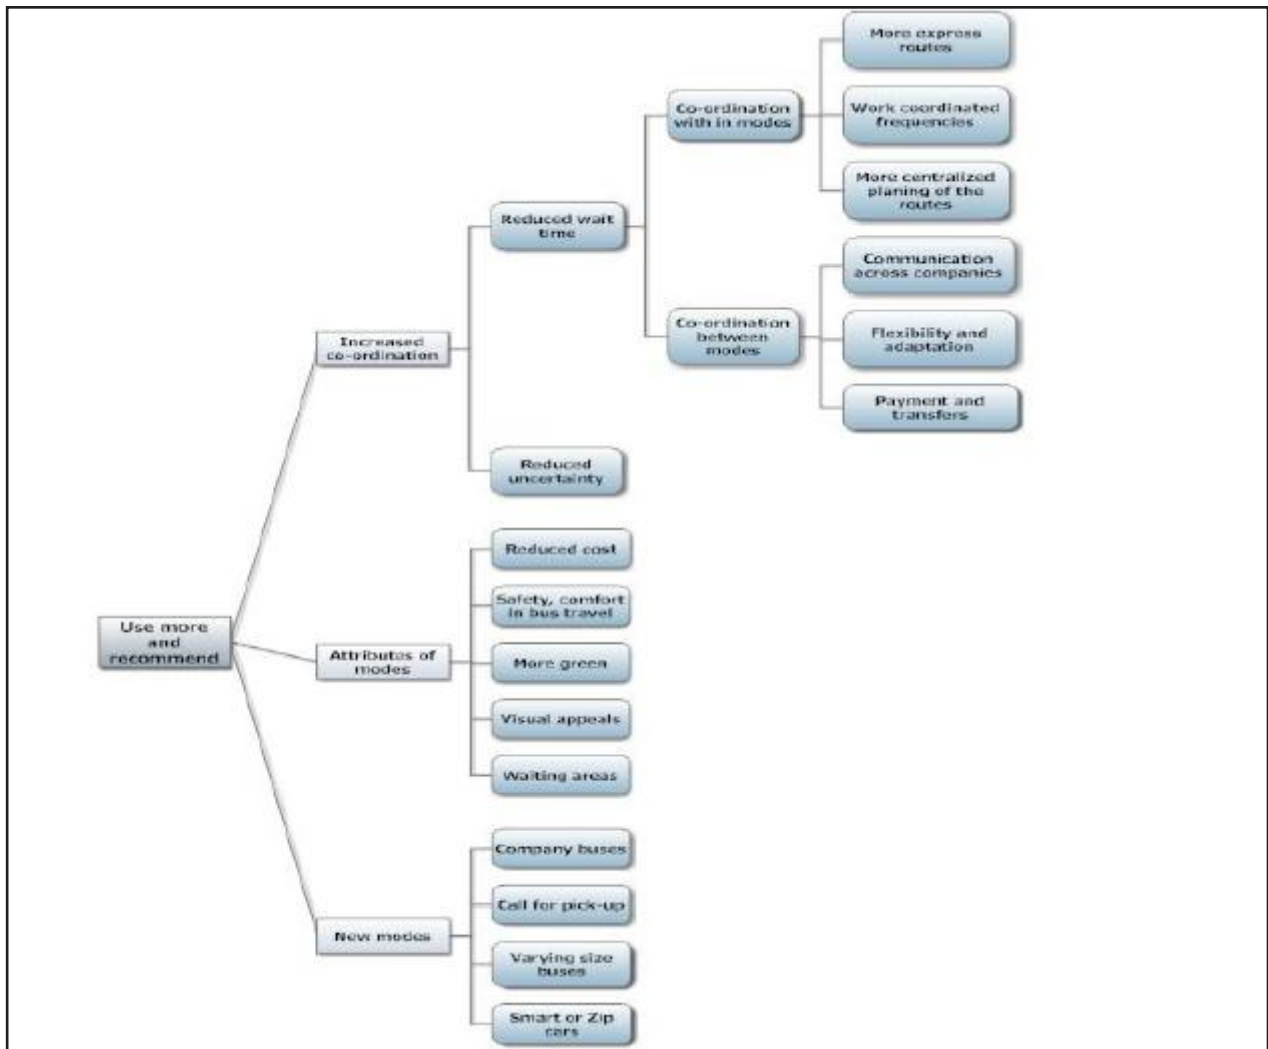 More express
routes
Co-ordination
with in modes
Work coordinated
frequencies
More centralized
planing of the
routes
Reduced wait
time
Communication
across companies
Co-ordination
between
modes
Flexibility and
adaptation
Increased
co-ordination
Payment and
transfers
Reduced
uncertainty
Reduced cost
Safety, comfort
in bus travel
Use more
and
recommend
Attributes of
modes
More green
Visual appeals
Waiting areas
Company buses
Call for pick-up
New modes
Varying size
buses
Smart or Zip
cars